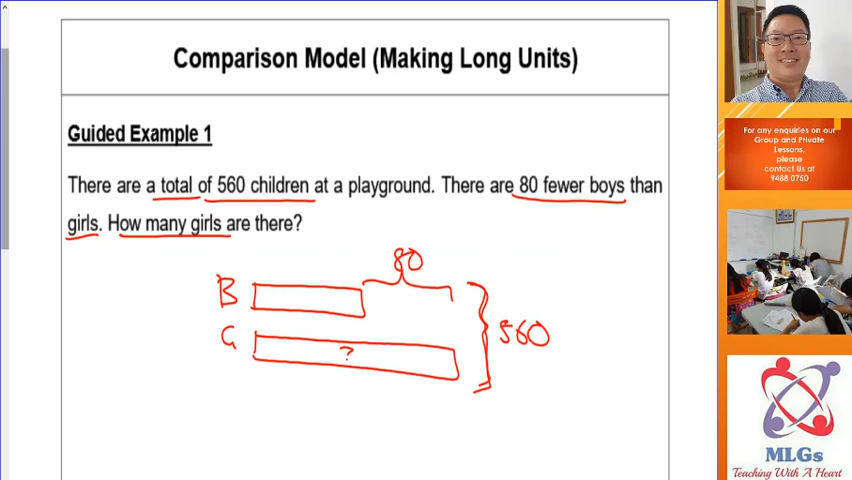 Comparison Model (Making Long Units)
Guided Example 1
There are a total of 560 children at a playground. There are 80 fewer boys than
girls. How many girls are there?
80
B
G
?
560
For any enquiries on our
Group and Private
Lessons,
please
contact Us at
9488 0750
MLGs
Teaching With A Heart